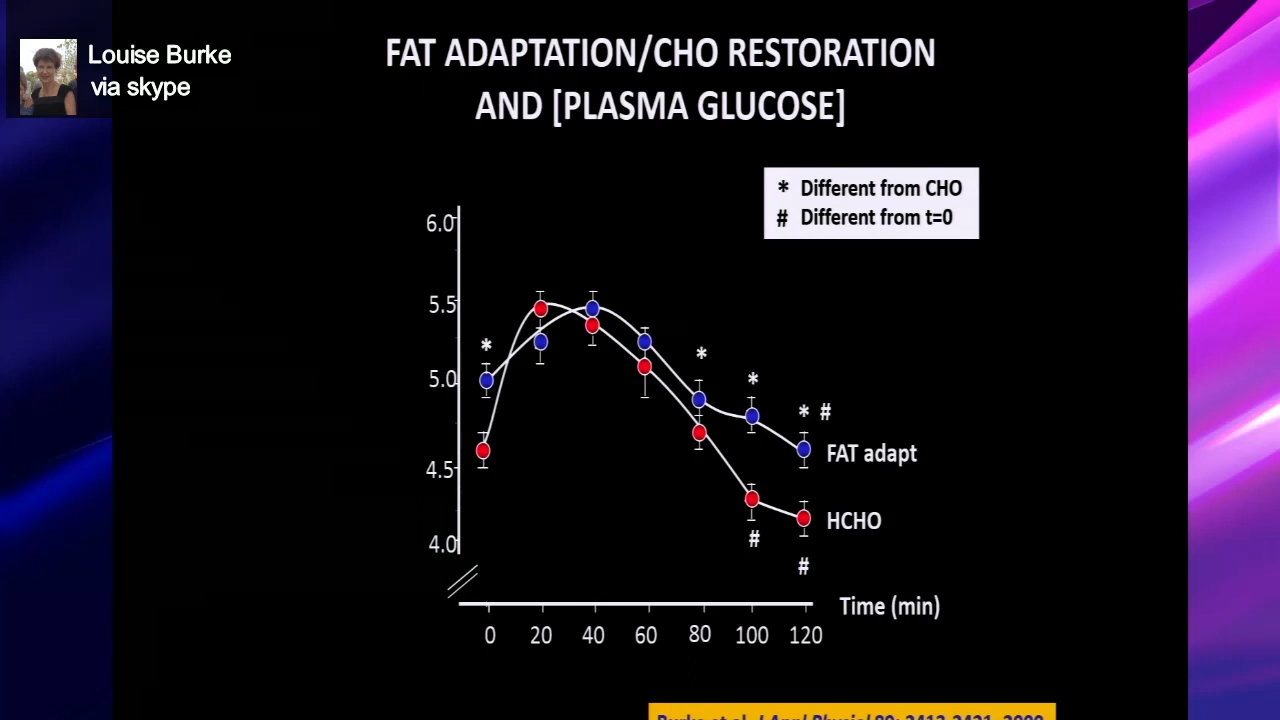 Louise Burke
via skype
FAT ADAPTATION/CHO RESTORATION
AND [PLASMA GLUCOSE]
* Different from CHO
# Different from t=0
6.0
5.5
5.0
4.5
4.0
*
*
*
* #
FAT adapt
HCHO
#
#
Time (min)
0 20 40 60 80 100 120